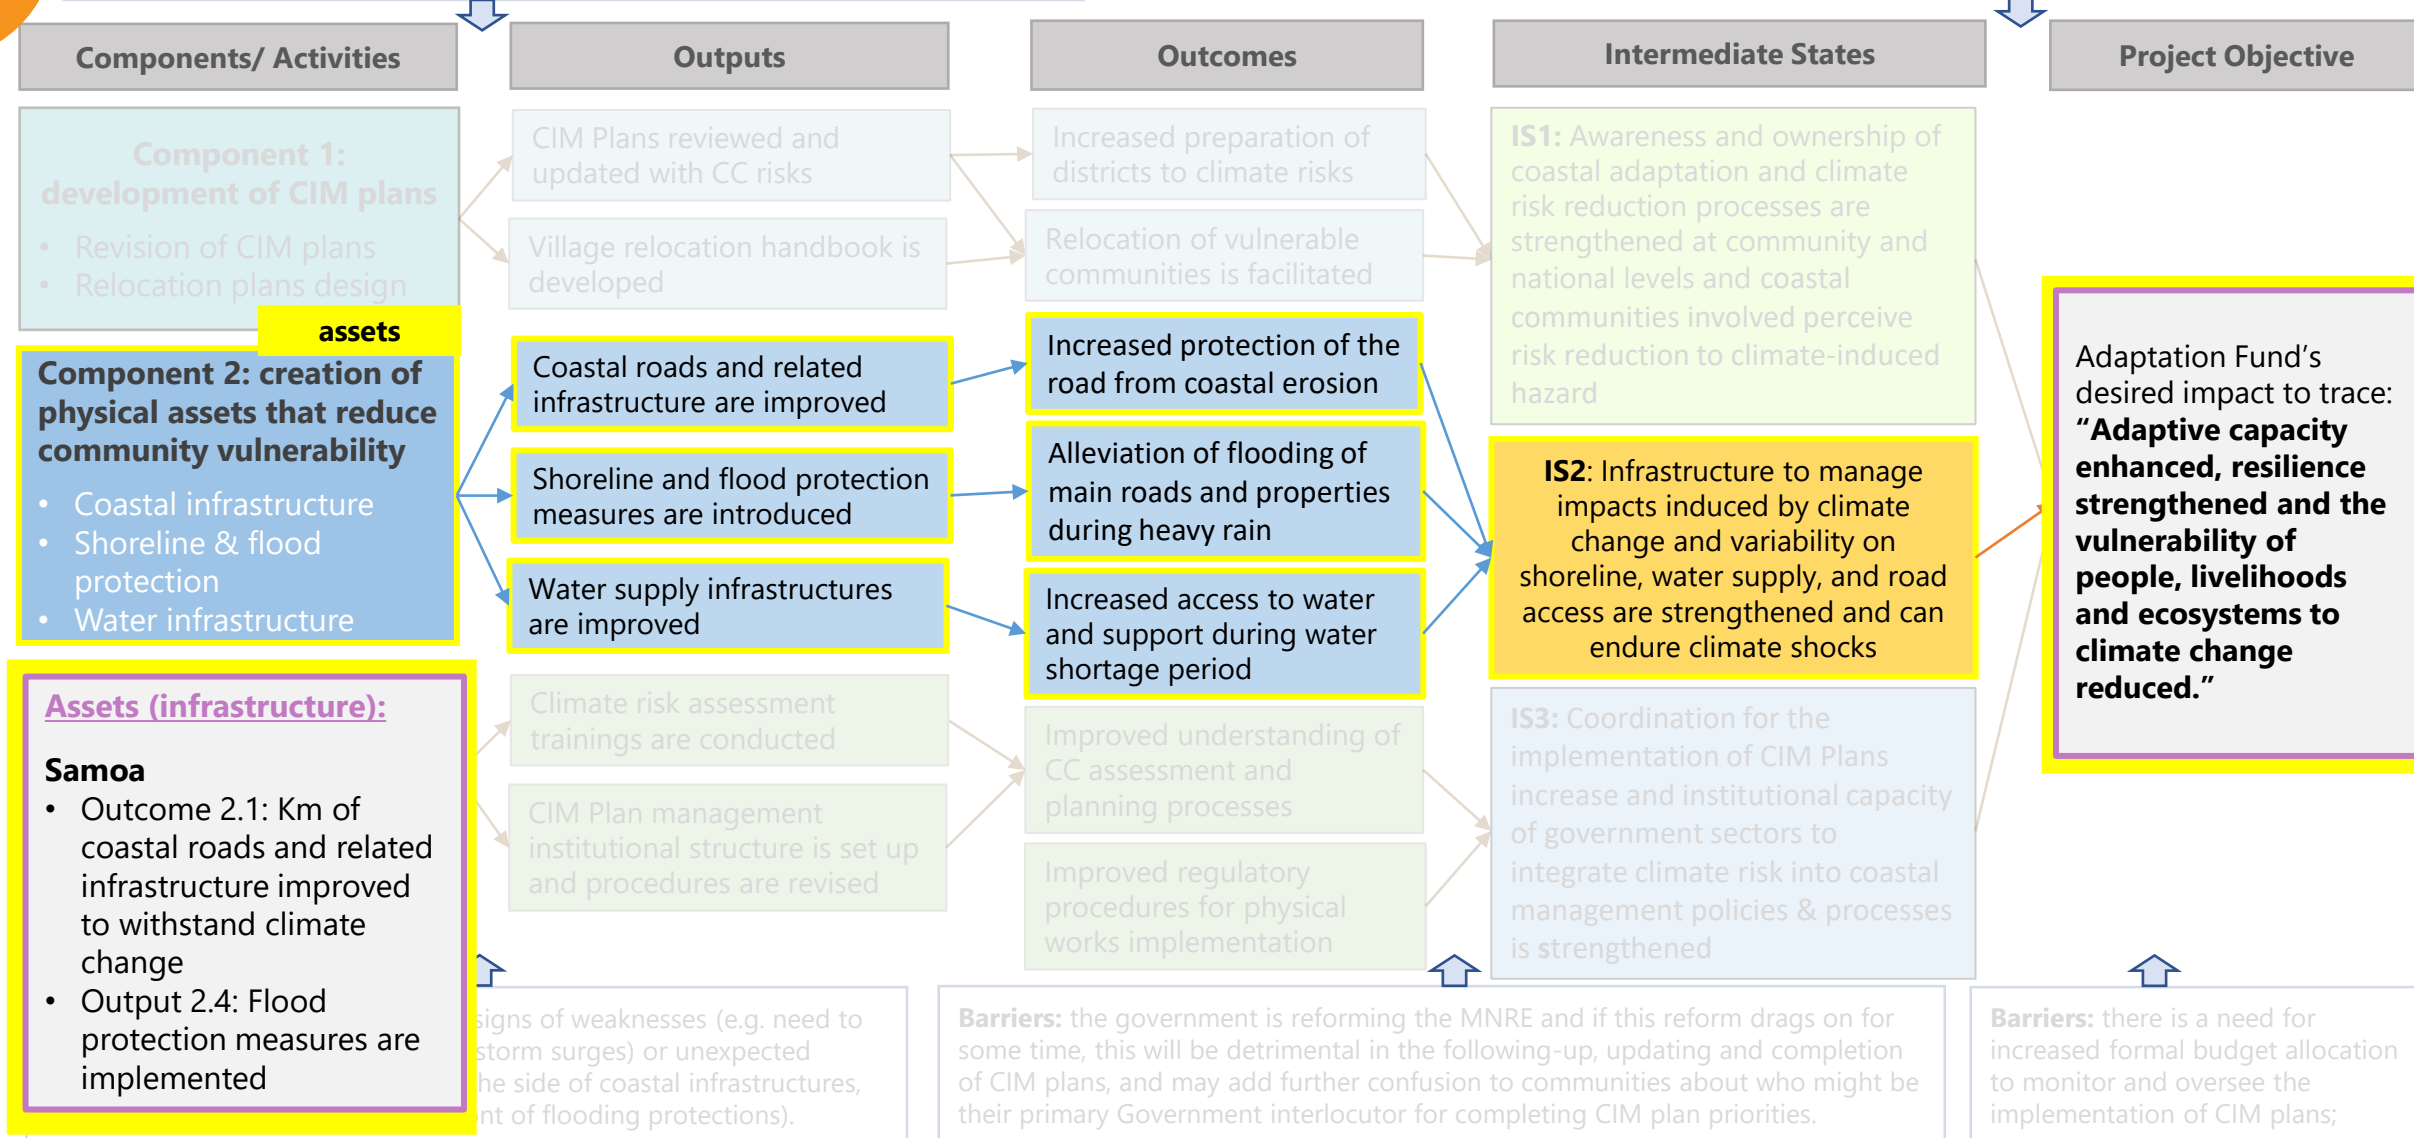 Components/ Activities
Outputs
Outcomes
Intermediate States
Project Objective
Component 1:
development of CIM plans
• Revision of CIM plans
• Relocation plans design
CIM Plans reviewed and
updated with CC risks
Village relocation handbook is
developed
Increased preparation of
districts to climate risks
Relocation of vulnerable
communities is facilitated
IS1: Awareness and ownership of
coastal adaptation and climate
risk reduction processes are
strengthened at community and
national levels and coastal
communities involved perceive
risk reduction to climate-induced
hazard
assets
Component 2: creation of
physical assets that reduce
community vulnerability
• Coastal infrastructure
• Shoreline & flood
protection
• Water infrastructure
Coastal roads and related
infrastructure are improved
Shoreline and flood protection
measures are introduced
Water supply infrastructures
are improved
Increased protection of the
road from coastal erosion
Alleviation of flooding of
main roads and properties
during heavy rain
Increased access to water
and support during water
shortage period
IS2: Infrastructure to manage
impacts induced by climate
change and variability on
shoreline, water supply, and road
access are strengthened and can
endure climate shocks
Adaptation Fund’s
desired impact to trace:
“Adaptive capacity
enhanced, resilience
strengthened and the
vulnerability of
people, livelihoods
and ecosystems to
climate change
reduced.”
Assets (infrastructure):
Samoa
• Outcome 2.1: Km of
coastal roads and related
infrastructure improved
to withstand climate
change
• Output 2.4: Flood
protection measures are
implemented
Climate risk assessment
trainings are conducted
CIM Plan management
institutional structure is set up
and procedures are revised
Improved understanding of
CC assessment and
planning processes
Improved regulatory
procedures for physical
works implementation
IS3: Coordination for the
implementation of CIM Plans
increase and institutional capacity
of government sectors to
integrate climate risk into coastal
management policies & processes
is strengthened
signs of weaknesses (e.g. need to
storm surges) or unexpected
he side of coastal infrastructures,
nt of flooding protections).
Barriers: the government is reforming the MNRE and if this reform drags on for
some time, this will be detrimental in the following-up, updating and completion
of CIM plans, and may add further confusion to communities about who might be
their primary Government interlocutor for completing CIM plan priorities.
Barriers: there is a need for
increased formal budget allocation
to monitor and oversee the
implementation of CIM plans;